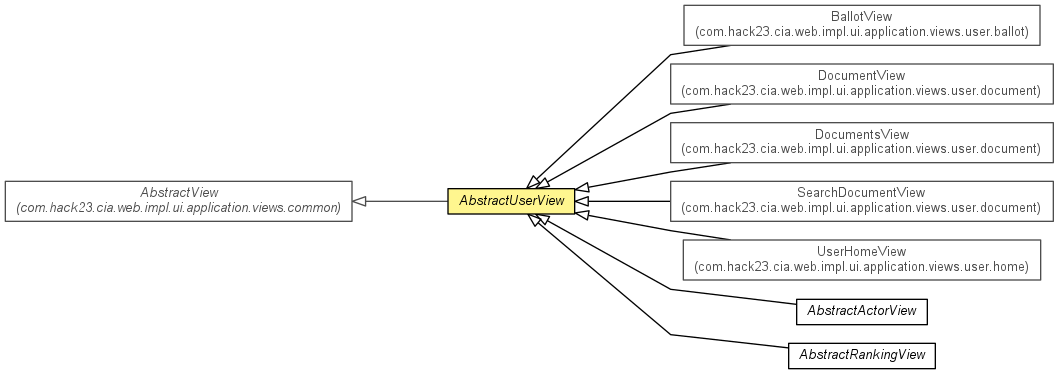 BallotView
(com.hack23.cia.web.impl.ui.application.views.user.ballot)
DocumentView
(com.hack23.cia.web.impl.ui.application.views.user.document)
DocumentsView
(com.hack23.cia.web.impl.ui.application.views.user.document)
AbstractView
(com.hack23.cia.web.impl.ui.application.views.common)
AbstractUserView
SearchDocumentView
(com.hack23.cia.web.impl.ui.application.views.user.document)
UserHomeView
(com.hack23.cia.web.impl.ui.application.views.user.home)
AbstractActorView
AbstractRankingView